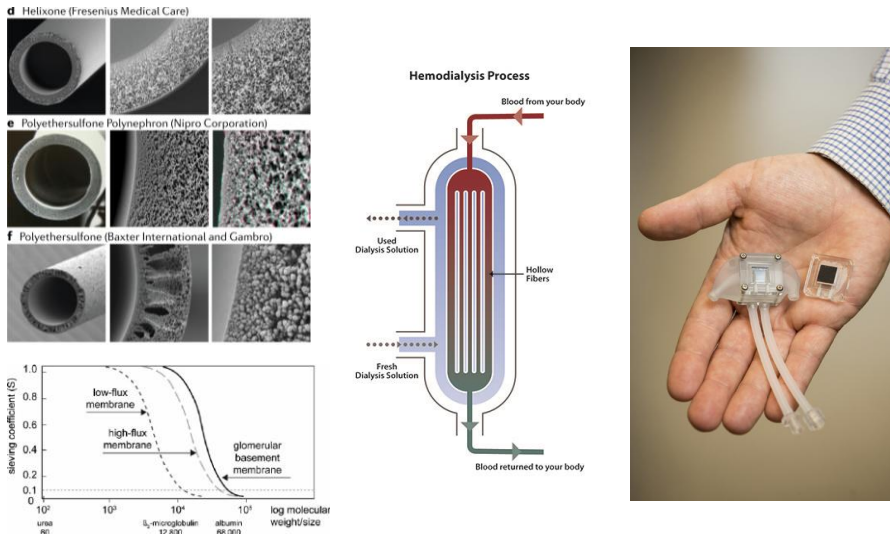 d Helixone (Fresenius Medical Care)
e Polyethersulfone Polynephron (Nipro Corporation)
f Polyethersulfone (Baxter International and Gambro)
sieving coefficient (S)
1.0
0.8
0.6
0.4
0.2
0.1
0
low-flux
membrane
high-flux
membrane
glomerular
basement
membrane
10²
10³
10⁴
10⁵
log molecular
weight/size
urea
60
ß₂-microglobulin
12,800
albumin
68,000
Hemodialysis Process
Blood from your body
Used
Dialysis Solution
Hollow
Fibers
Fresh
Dialysis Solution
Blood returned to your body